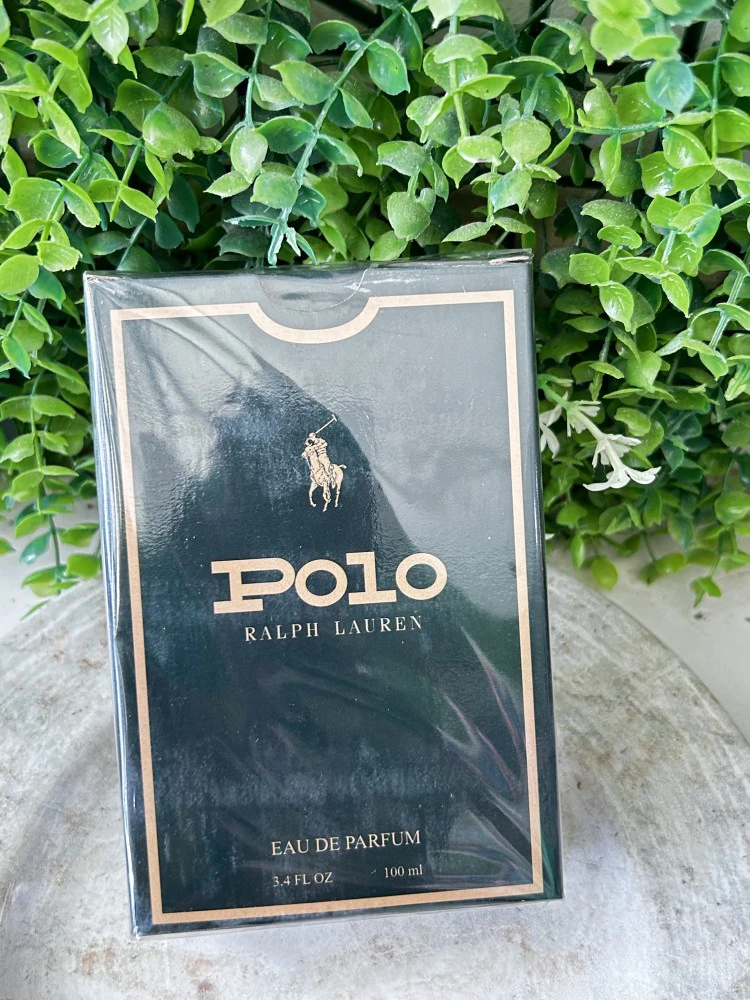 Polo
RALPH LAUREN
EAU DE PARFUM
3.4 FL OZ 100 ml